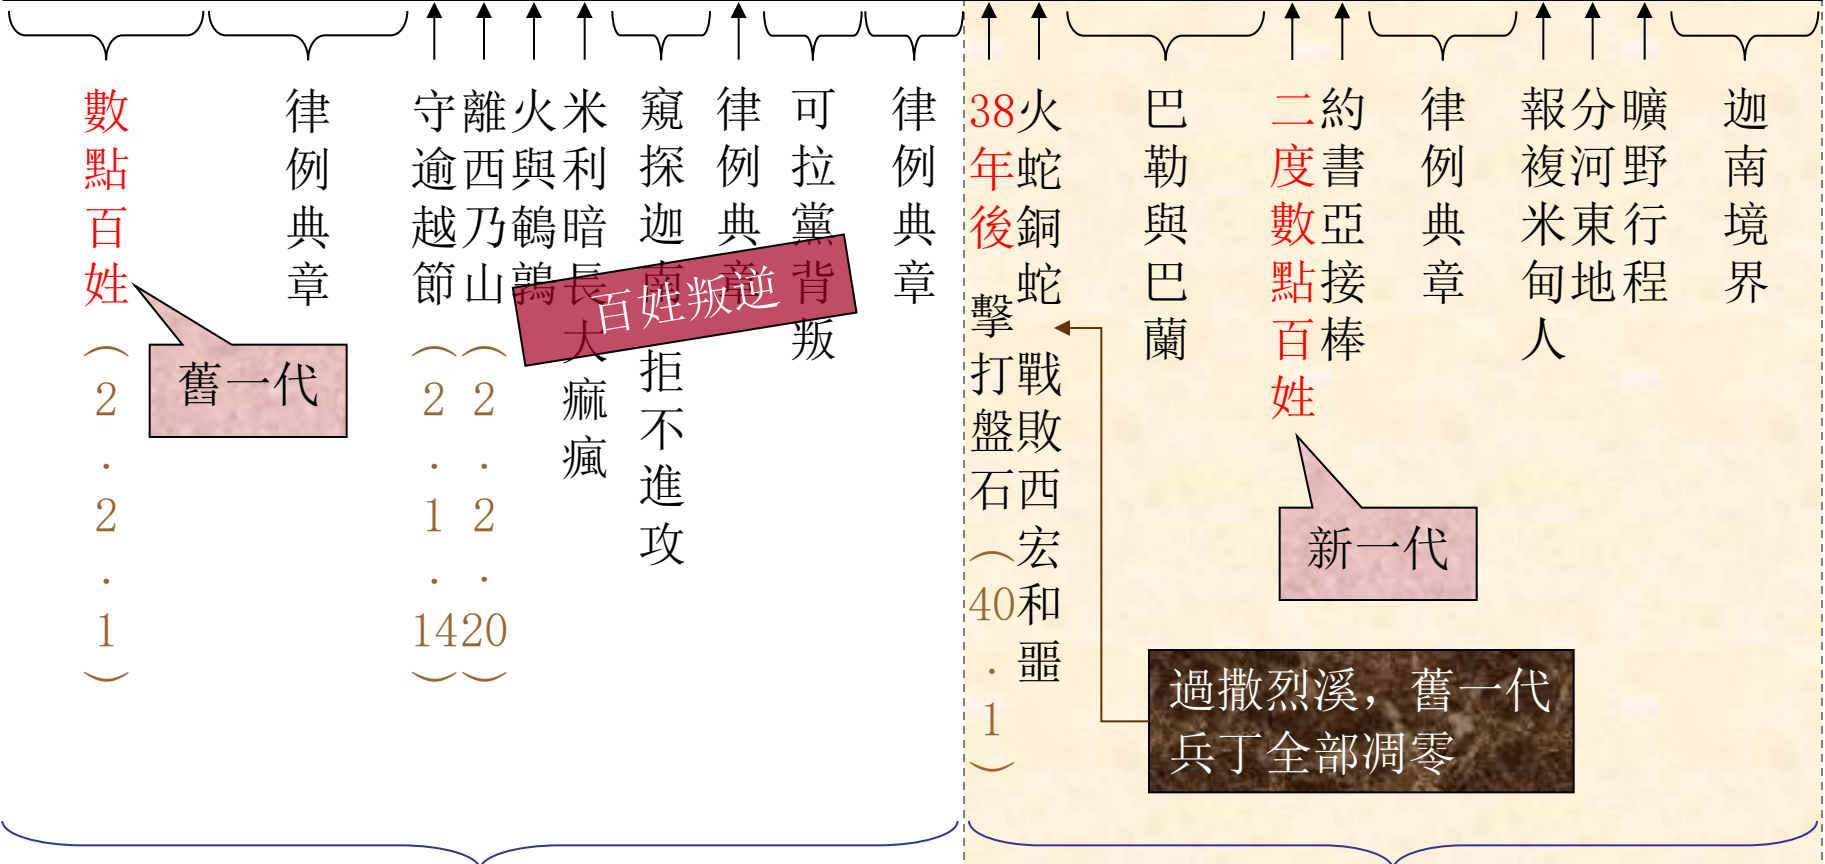 數點百姓（2.2.1）
舊一代
律例典章
守逾越節（2.1.14）
離西乃山（2.2.20）
火與鵪鶉
米利暗長大痲瘋
窺探迦南拒不進攻
律例典章
可拉黨背叛
百姓叛逆
律例典章
38年後 擊打盤石（40.1）
火蛇銅蛇 戰敗西宏和噩
過撒烈溪，舊一代
兵丁全部凋零
巴勒與巴蘭
二度數點百姓
新一代
約書亞接棒
律例典章
報複米甸人
分河東地
曠野行程
迦南境界